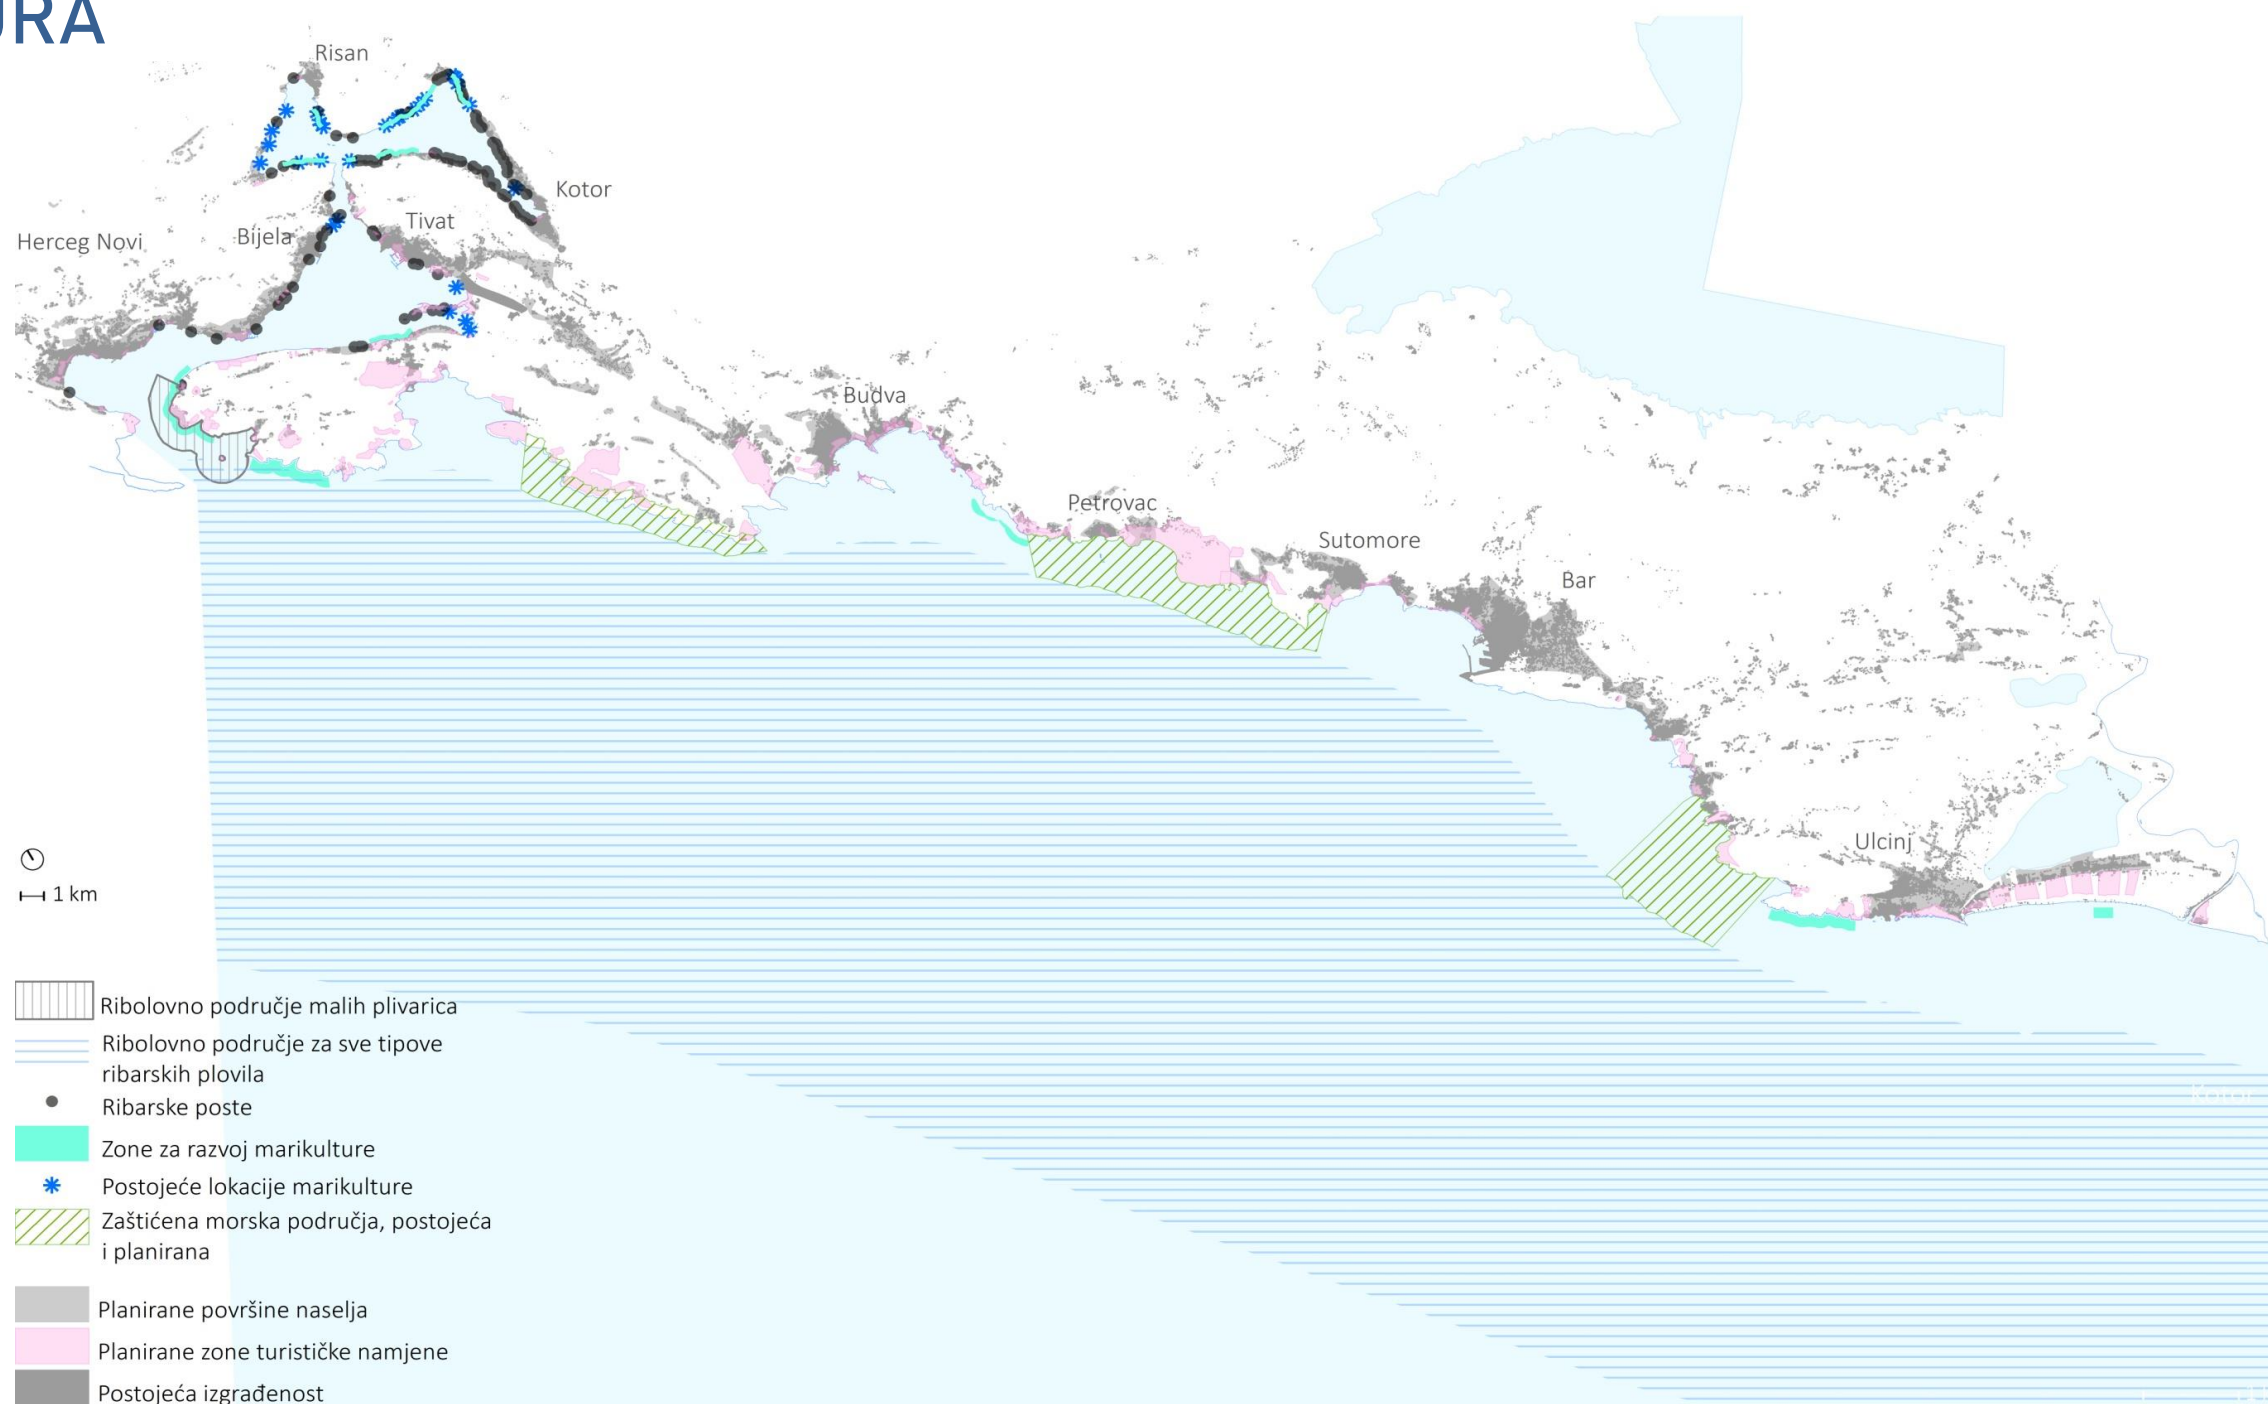 URA
Risan
Kotor
Tivat
Bijela
Herceg Novi
Budva
Petrovac
Sutomore
Bar
Ulcinj
1 km
Ribolovno područje malih plivarica
Ribolovno područje za sve tipove
ribarskih plovila
Ribarske poste
Zone za razvoj marikulture
Postojeće lokacije marikulture
Zaštićena morska područja, postojeća
i planirana
Planirane površine naselja
Planirane zone turističke namjene
Postojeća izgrađenost
Kotor